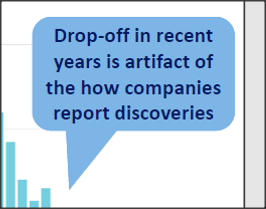 Drop-off in recent
years is artifact of
the how companies
report discoveries